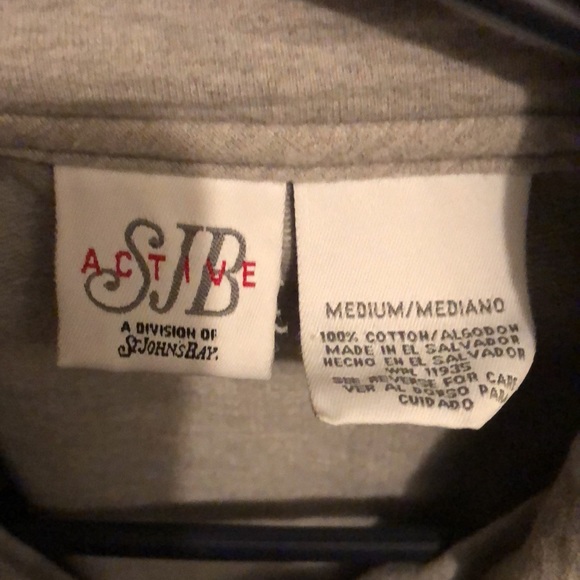 SJB
ACTIVE
A DIVISION OF
ST. JOHN'S BAY.
MEDIUM/MEDIANO
100% COTTON/ALGODON
MADE IN EL SALVADOR
HECHO EN EL SALVADOR
WPL 11935
SEE REVERSE FOR CARE
VER AL DORSO PARA
CUIDADO